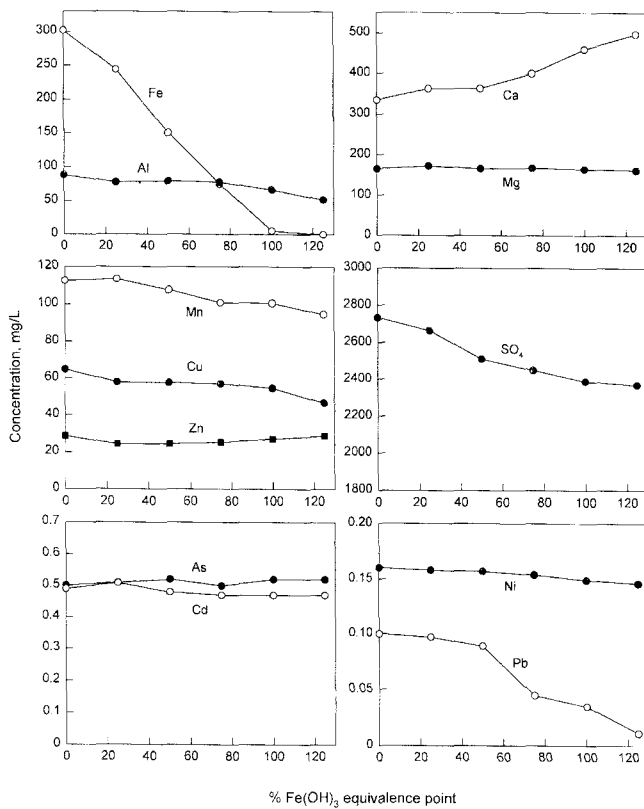 300
250
200
150
100
50
0
Fe
Al
0 20 40 60 80 100 120
500
400
300
200
100
0
Ca
Mg
0 20 40 60 80 100 120
Concentration, mg/L
120
100
80
60
40
20
0
Mn
Cu
Zn
0 20 40 60 80 100 120
3000
2800
2600
2400
2200
2000
1800
SO4
0 20 40 60 80 100 120
0.7
0.6
0.5
0.4
0.3
0.2
0.1
0
As
Cd
0 20 40 60 80 100 120
0.20
0.15
0.10
0.05
0
Ni
Pb
0 20 40 60 80 100 120
% Fe(OH)3 equivalence point